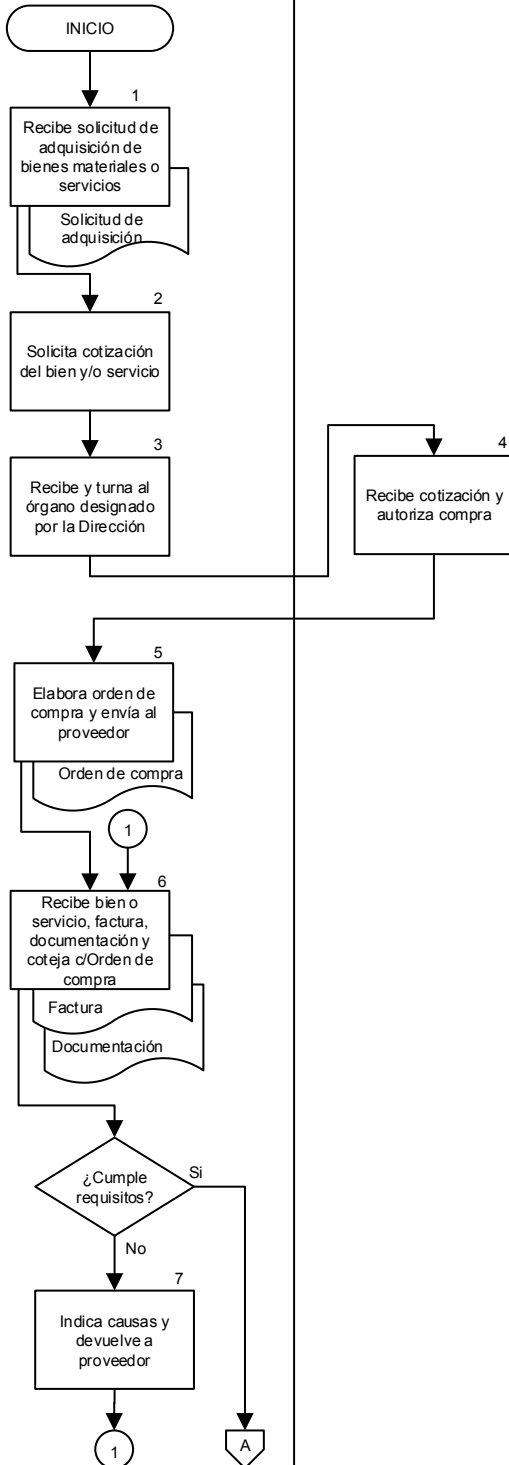 INICIO
1
Recibe solicitud de
adquisición de
bienes materiales o
servicios
Solicitud de
adquisición
2
Solicita cotización
del bien y/o servicio
3
Recibe y turna al
órgano designado
por la Dirección
4
Recibe cotización y
autoriza compra
5
Elabora orden de
compra y envía al
proveedor
Orden de compra
1
6
Recibe bien o
servicio, factura,
documentación y
coteja c/Orden de
compra
Factura
Documentación
¿Cumple
requisitos?
Si
No
7
Indica causas y
devuelve a
proveedor
1
A